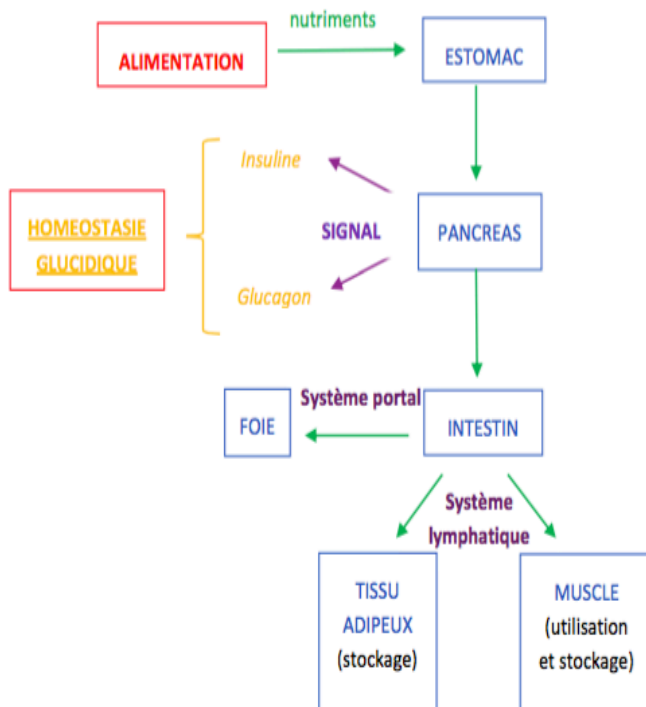 nutriments
ALIMENTATION
ESTOMAC
Insuline
HOMEOSTASIE
GLUCIDIQUE
SIGNAL
PANCREAS
Glucagon
Système portal
FOIE
INTESTIN
Système
lymphatique
TISSU
ADIPEUX
(stockage)
MUSCLE
(utilisation
et stockage)